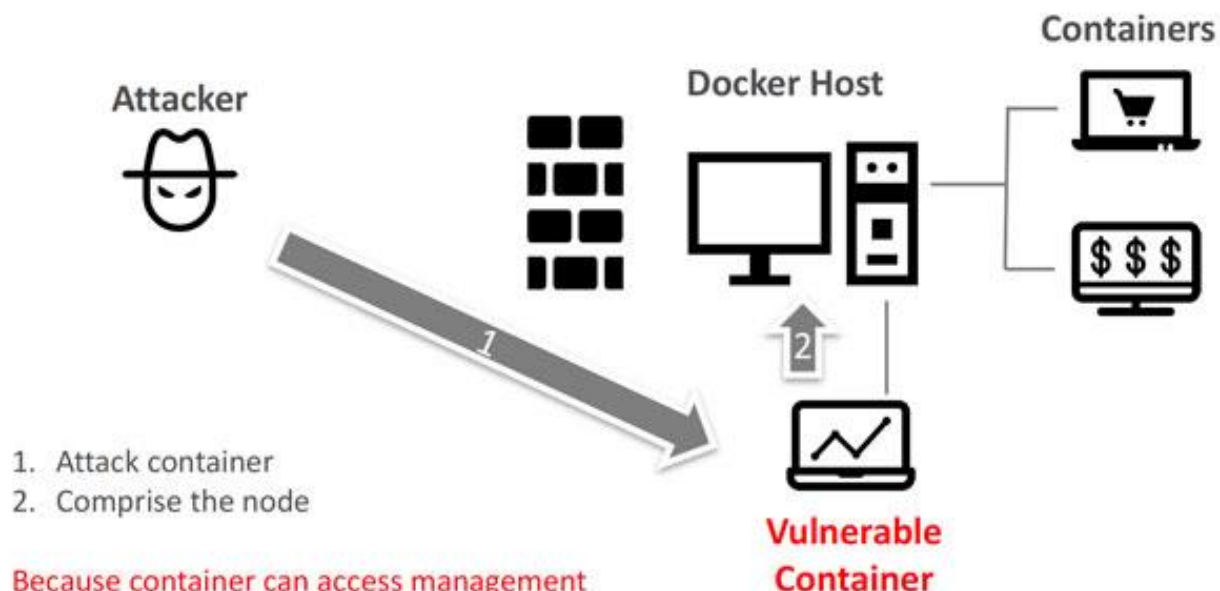 Containers
Docker Host
Attacker
$ $ $
1
2
1. Attack container
2. Comprise the node
Vulnerable
Container
Because container can access management